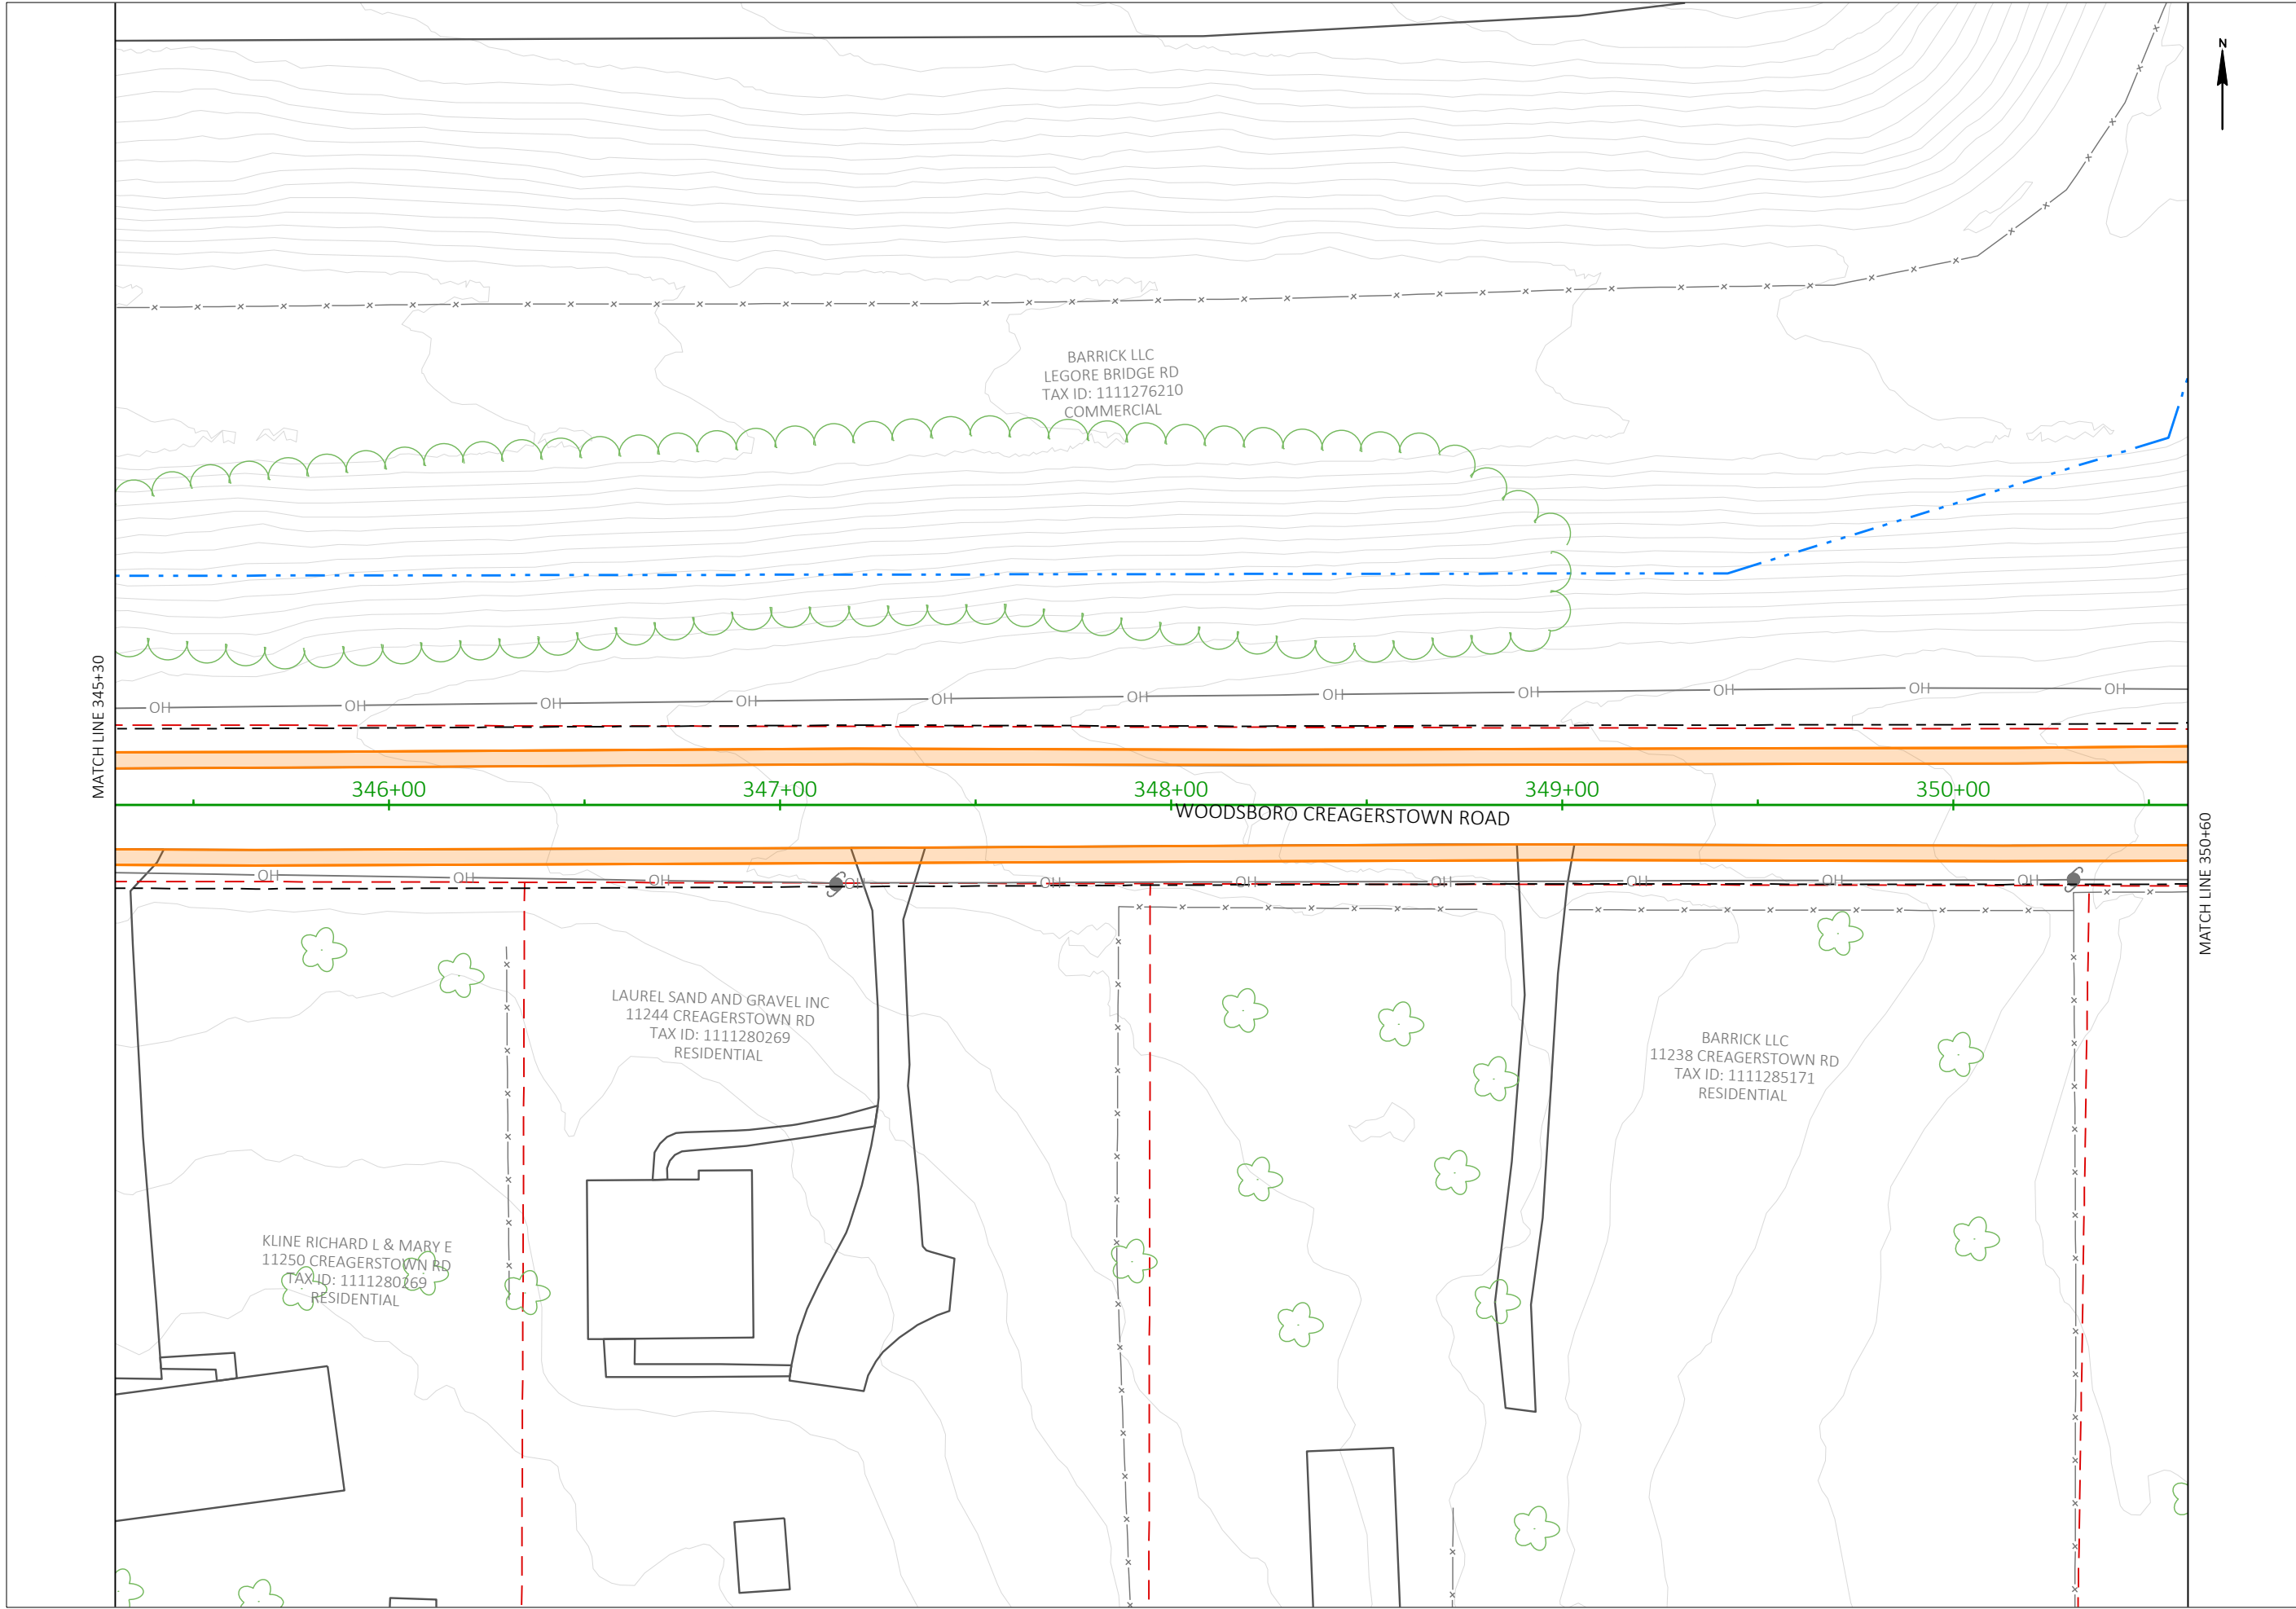 N
BARRICK LLC
LEGORE BRIDGE RD
TAX ID: 1111276210
COMMERCIAL
MATCH LINE 345+30
OH OH OH OH OH OH OH OH OH OH OH
346+00 347+00 348+00 349+00 350+00
WOODSBORO CREAGERSTOWN ROAD
MATCH LINE 350+60
OH OH OH OH OH OH OH OH OH OH
LAUREL SAND AND GRAVEL INC
11244 CREAGERSTOWN RD
TAX ID: 1111280269
RESIDENTIAL
BARRICK LLC
11238 CREAGERSTOWN RD
TAX ID: 1111285171
RESIDENTIAL
KLINE RICHARD L & MARY E
11250 CREAGERSTOWN RD
TAX ID: 1111280269
RESIDENTIAL